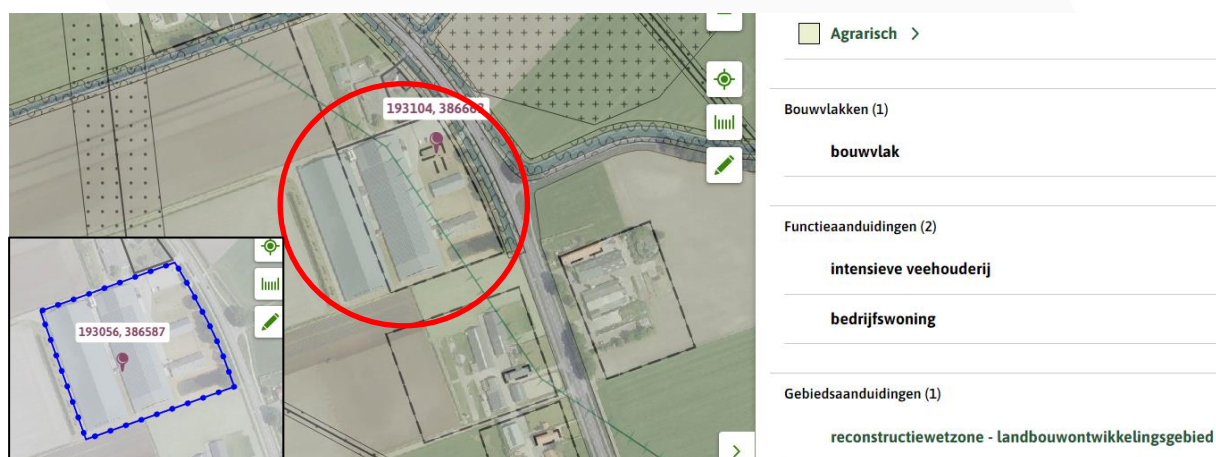 193104, 386663
193056, 386587
Agrarisch >
Bouwvlakken (1)
bouwvlak
Functieaanduidingen (2)
intensieve veehouderij
bedrijfswoning
Gebiedsaanduidingen (1)
reconstructiewetzone - landbouwontwikkelingsgebied